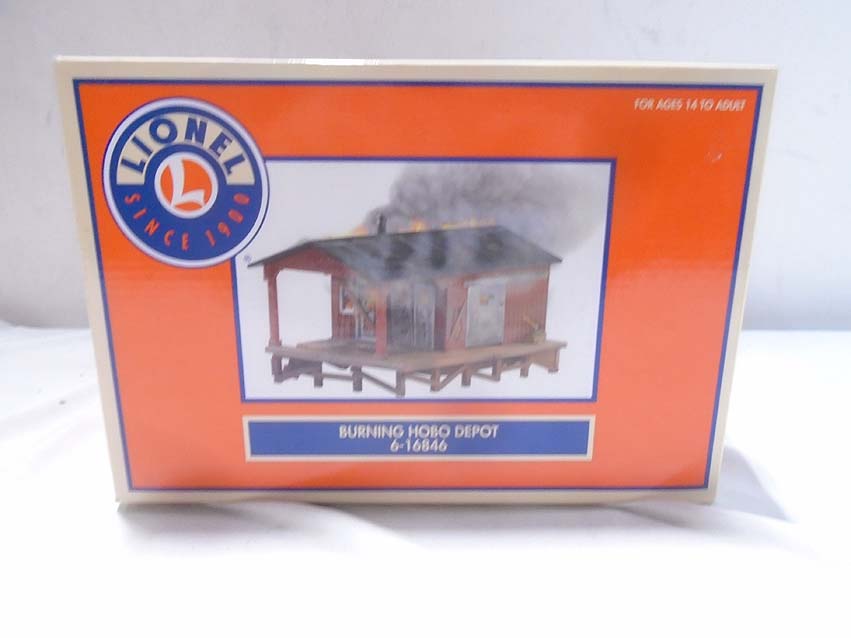 FOR AGES 14 TO ADULT
LIONEL
L
SINCE 1900
®
BURNING HOBO DEPOT
6-16846